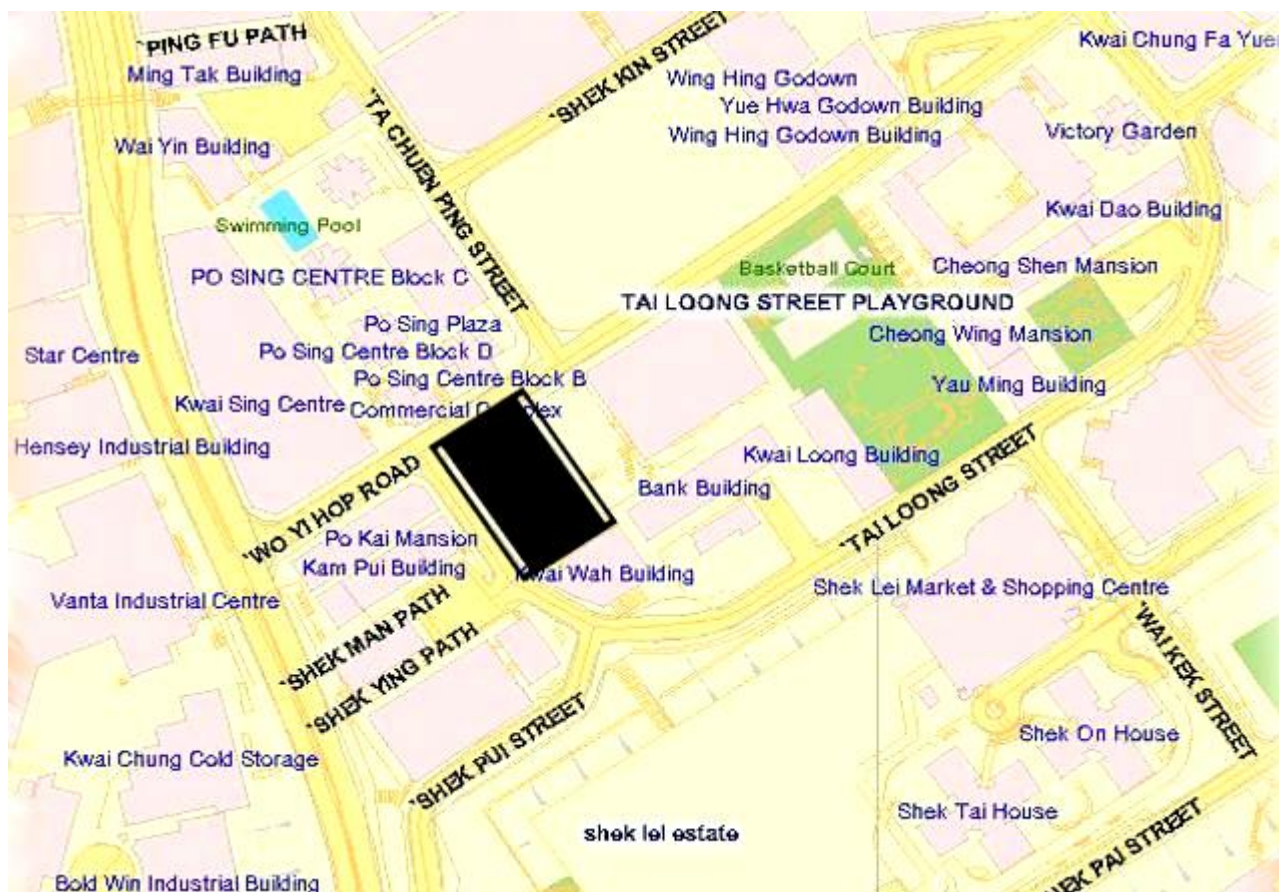 `PING FU PATH
Ming Tak Building
Wai Yin Building
`TA CHUEN PING STREET
`SHEK KIN STREET
Wing Hing Godown
Yue Hwa Godown Building
Wing Hing Godown Building
Kwai Chung Fa Yuen
Victory Garden
Kwai Dao Building
Swimming Pool
PO SING CENTRE Block C
Basketball Court
Cheong Shen Mansion
TAI LOONG STREET PLAYGROUND
Po Sing Plaza
Po Sing Centre Block D
Po Sing Centre Block B
Star Centre
Cheong Wing Mansion
Yau Ming Building
Kwai Sing Centre
Commercial
Hensey Industrial Building
Kwai Loong Building
Bank Building
`WO YI HOP ROAD
`TAI LOONG STREET
Po Kai Mansion
Kam Pui Building
Kwai Wah Building
Vanta Industrial Centre
Shek Lei Market & Shopping Centre
`SHEK MAN PATH
`SHEK YING PATH
`WAI KEK STREET
`SHEK PUI STREET
Kwai Chung Cold Storage
Shek On House
Shek Tai House
shek lei estate
PAI STREET
Bold Win Industrial Building